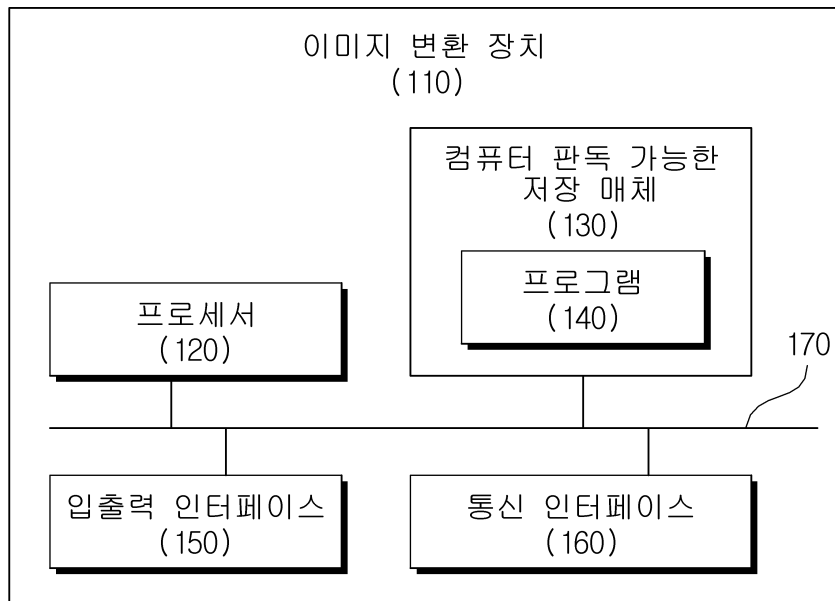 이미지 변환 장치
(110)
컴퓨터 판독 가능한
저장 매체
(130)
프로그램
(140)
프로세서
(120)
170
입출력 인터페이스
(150)
통신 인터페이스
(160)